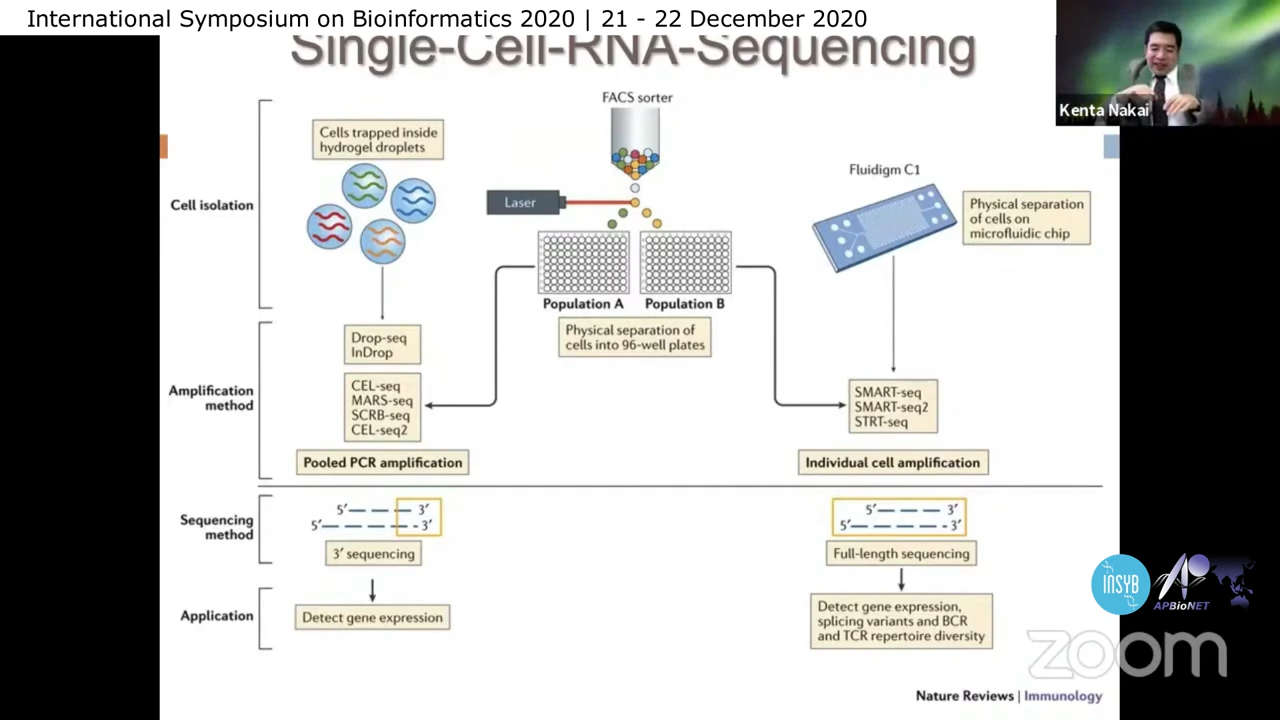 International Symposium on Bioinformatics 2020 | 21 - 22 December 2020
Single-Cell-RNA-Sequencing
Kenta Nakai
FACS sorter
Cells trapped inside
hydrogel droplets
Fluidigm C1
Cell isolation
Laser
Physical separation
of cells on
microfluidic chip
Population A
Population B
Physical separation of
cells into 96-well plates
Drop-seq
InDrop
Amplification
method
CEL-seq
MARS-seq
SCRB-seq
CEL-seq2
SMART-seq
SMART-seq2
STRT-seq
Pooled PCR amplification
Individual cell amplification
Sequencing
method
5′ 3′
5′ 3′
3′ sequencing
5′ 3′
5′ 3′
Full-length sequencing
Application
Detect gene expression
Detect gene expression,
splicing variants and BCR
and TCR repertoire diversity
INSYB
APBioNET
zoom
Nature Reviews | Immunology